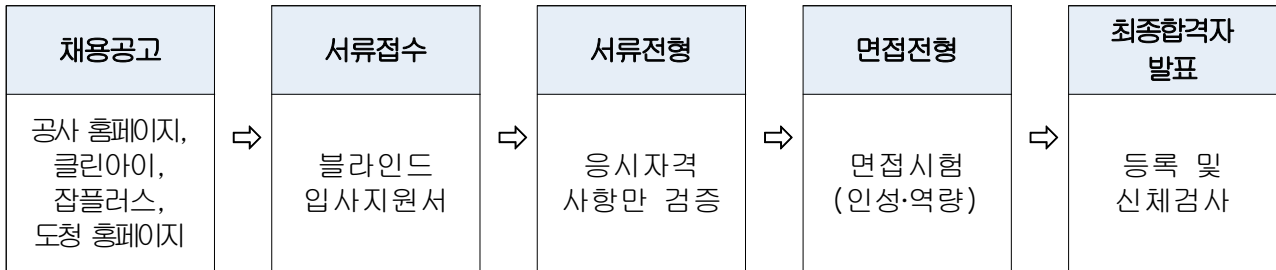 채용공고
공사 홈페이지,
클린아이,
잡플러스,
도청 홈페이지
⇨
서류접수
블라인드
입사지원서
⇨
서류전형
응시자격
사항만 검증
⇨
면접전형
면접시험
(인성·역량)
⇨
최종합격자
발표
등록 및
신체검사